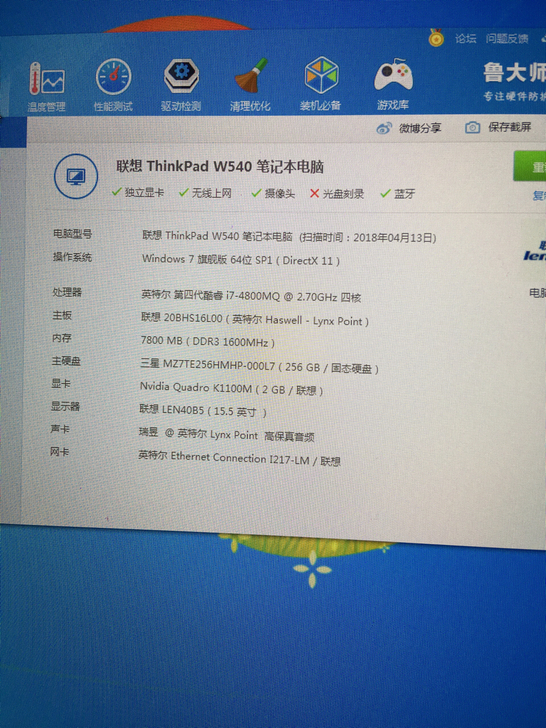 论坛 问题反馈
温度管理 性能测试 驱动检测 清理优化 装机必备 游戏库
鲁大师
专注硬件防护
微博分享 保存截屏
联想 ThinkPad W540 笔记本电脑
独立显卡 无线上网 摄像头 光盘刻录 蓝牙
电脑型号 联想 ThinkPad W540 笔记本电脑 (扫描时间：2018年04月13日)
操作系统 Windows 7 旗舰版 64位 SP1 ( DirectX 11 )
处理器 英特尔 第四代酷睿 i7-4800MQ @ 2.70GHz 四核
主板 联想 20BHS16L00 ( 英特尔 Haswell - Lynx Point )
内存 7800 MB ( DDR3 1600MHz )
主硬盘 三星 MZ7TE256HMHP-000L7 ( 256 GB / 固态硬盘 )
显卡 Nvidia Quadro K1100M ( 2 GB / 联想 )
显示器 联想 LEN40B5 ( 15.5 英寸 )
声卡 瑞昱 @ 英特尔 Lynx Point 高保真音频
网卡 英特尔 Ethernet Connection I217-LM / 联想